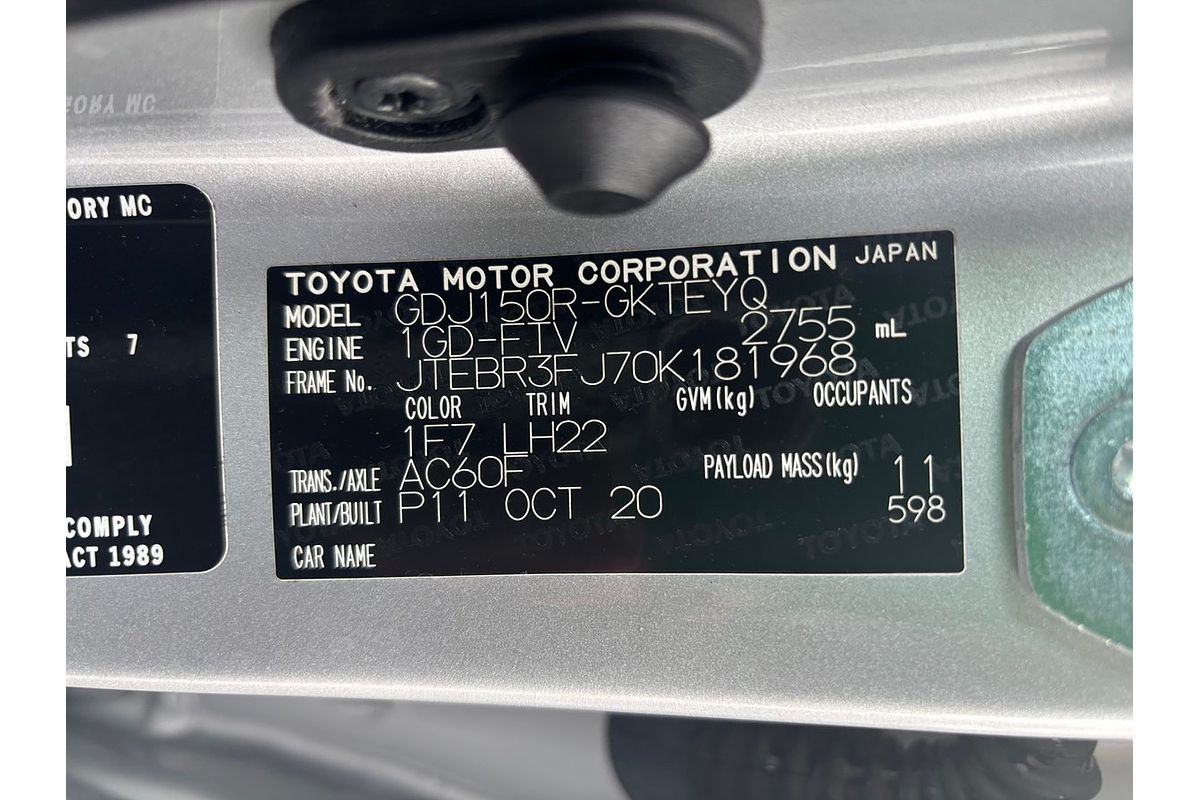 ORY MC
TS 7
COMPLY
ACT 1989
TOYOTA MOTOR CORPORATION JAPAN
MODEL GDJ150R-GKTEYQ
ENGINE 1GD-FTV 2755 mL
FRAME No. JTEBR3FJ70K181968
COLOR TRIM GVM(kg) OCCUPANTS
1F7 LH22
TRANS./AXLE AC60F PAYLOAD MASS(kg) 11
PLANT/BUILT P11 OCT 20 598
CAR NAME